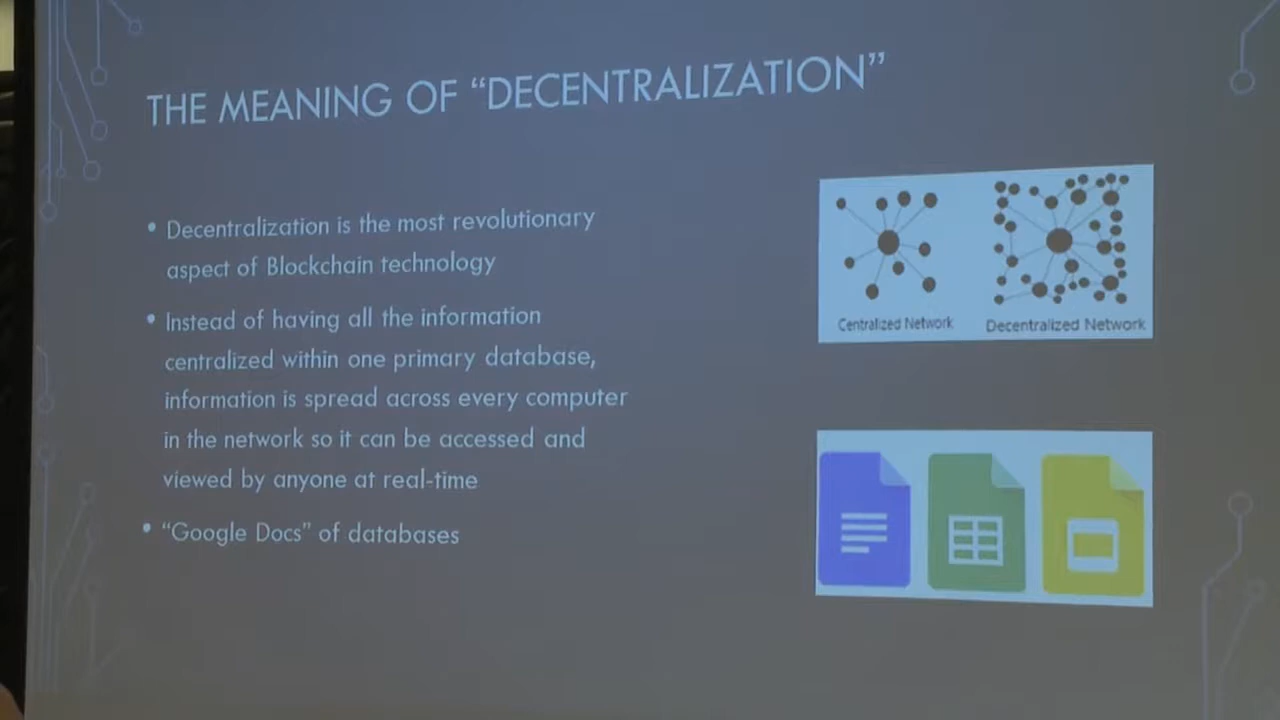 THE MEANING OF “DECENTRALIZATION”
• Decentralization is the most revolutionary
aspect of Blockchain technology
• Instead of having all the information
centralized within one primary database,
information is spread across every computer
in the network so it can be accessed and
viewed by anyone at real-time
• “Google Docs” of databases
Centralized Network
Decentralized Network